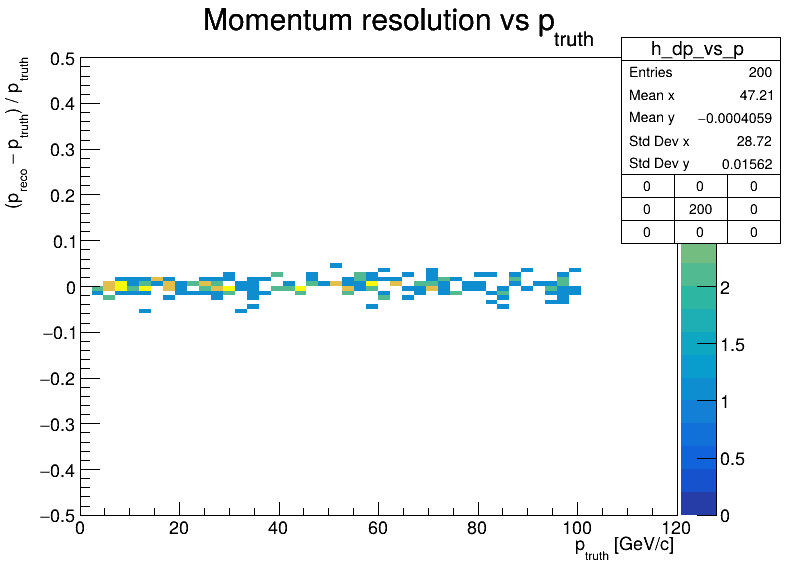 Momentum resolution vs p_truth
h_dp_vs_p
Entries 200
Mean x 47.21
Mean y −0.0004059
Std Dev x 28.72
Std Dev y 0.01562
0 0 0
0 200 0
0 0 0
(p_reco − p_truth) / p_truth
0.5
0.4
0.3
0.2
0.1
0
−0.1
−0.2
−0.3
−0.4
−0.5
2
1.5
1
0.5
0
0 20 40 60 80 100 120
p_truth [GeV/c]